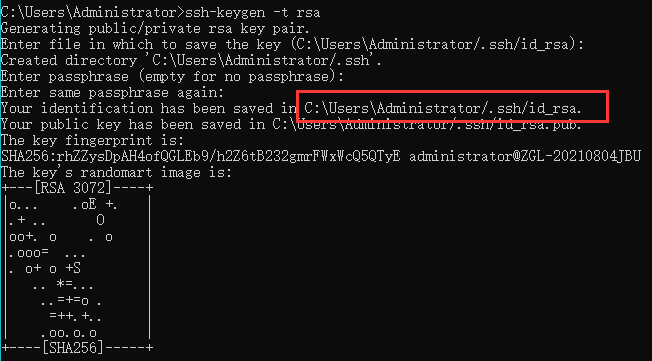 C:\Users\Administrator>ssh-keygen -t rsa
Generating public/private rsa key pair.
Enter file in which to save the key (C:\Users\Administrator/.ssh/id_rsa):
Created directory 'C:\Users\Administrator/.ssh'.
Enter passphrase (empty for no passphrase):
Enter same passphrase again:
Your identification has been saved in C:\Users\Administrator/.ssh/id_rsa.
Your public key has been saved in C:\Users\Administrator/.ssh/id_rsa.pub.
The key fingerprint is:
SHA256:rhZZysDpAH4ofQGLEb9/h2Z6tB232gmrFWxWcQ5QTyE administrator@ZGL-20210804JBU
The key's randomart image is:
+---[RSA 3072]----+
|o...     .oE +.  |
|.+ ..       O    |
|oo+. o    . o    |
|.ooo=  ...       |
|. o+ o +S        |
|   .. *=...      |
|    ..=+=o .     |
|     =++.+..     |
|    .oo.o.o      |
+----[SHA256]-----+